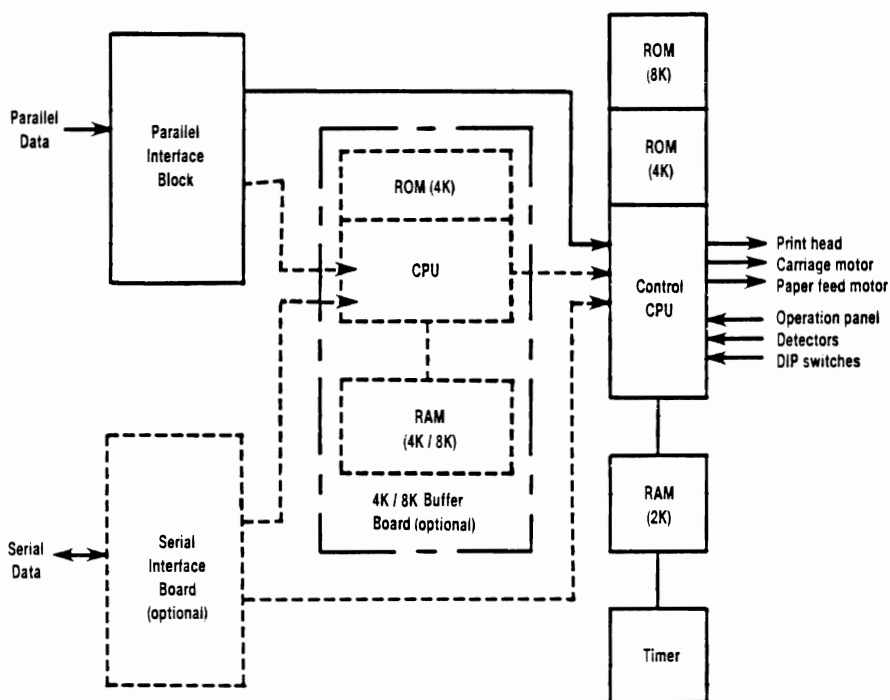 Parallel
Data
Parallel
Interface
Block
ROM (4K)
CPU
RAM
(4K / 8K)
4K / 8K Buffer
Board (optional)
Serial
Data
Serial
Interface
Board
(optional)
ROM
(8K)
ROM
(4K)
Control
CPU
Print head
Carriage motor
Paper feed motor
Operation panel
Detectors
DIP switches
RAM
(2K)
Timer